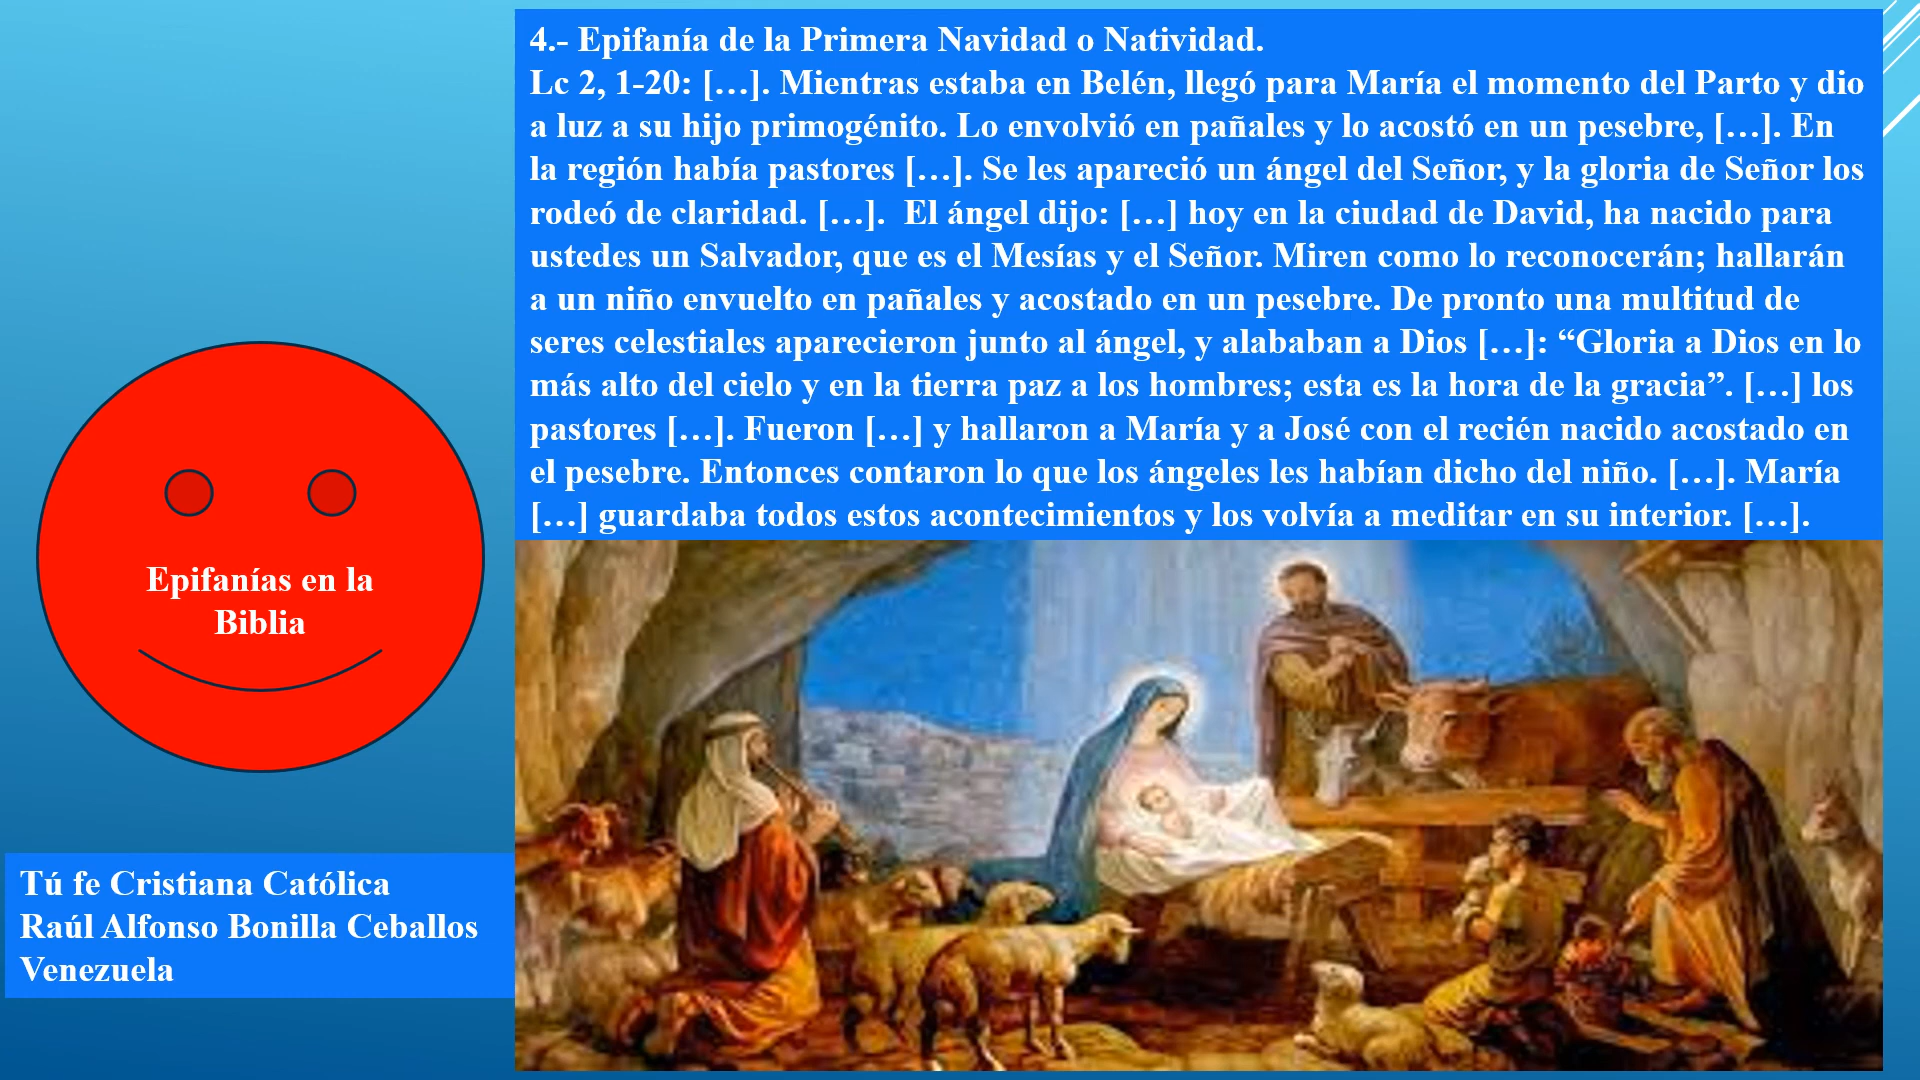 4.- Epifanía de la Primera Navidad o Natividad.
Lc 2, 1-20: […]. Mientras estaba en Belén, llegó para María el momento del Parto y dio
a luz a su hijo primogénito. Lo envolvió en pañales y lo acostó en un pesebre, […]. En
la región había pastores […]. Se les apareció un ángel del Señor, y la gloria de Señor los
rodeó de claridad. […].  El ángel dijo: […] hoy en la ciudad de David, ha nacido para
ustedes un Salvador, que es el Mesías y el Señor. Miren como lo reconocerán; hallarán
a un niño envuelto en pañales y acostado en un pesebre. De pronto una multitud de
seres celestiales aparecieron junto al ángel, y alababan a Dios […]: “Gloria a Dios en lo
más alto del cielo y en la tierra paz a los hombres; esta es la hora de la gracia”. […] los
pastores […]. Fueron […] y hallaron a María y a José con el recién nacido acostado en
el pesebre. Entonces contaron lo que los ángeles les habían dicho del niño. […]. María
[…] guardaba todos estos acontecimientos y los volvía a meditar en su interior. […].
Epifanías en la
Biblia
Tú fe Cristiana Católica
Raúl Alfonso Bonilla Ceballos
Venezuela